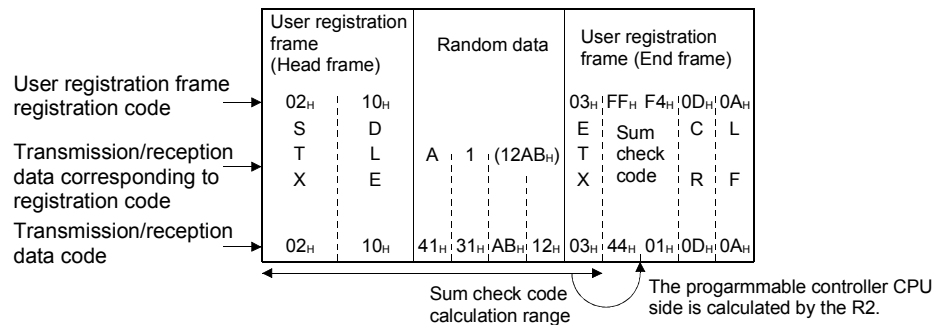 User registration
frame
(Head frame)
Random data
User registration
frame (End frame)
User registration frame
registration code
02H 10H 03H FFH F4H 0DH 0AH
Transmission/reception
data corresponding to
registration code
S D E Sum C L
T L A 1 (12ABH) T check
X E X code R F
Transmission/reception
data code
02H 10H 41H 31H ABH 12H 03H 44H 01H 0DH 0AH
Sum check code
calculation range
The progarmmable controller CPU
side is calculated by the R2.